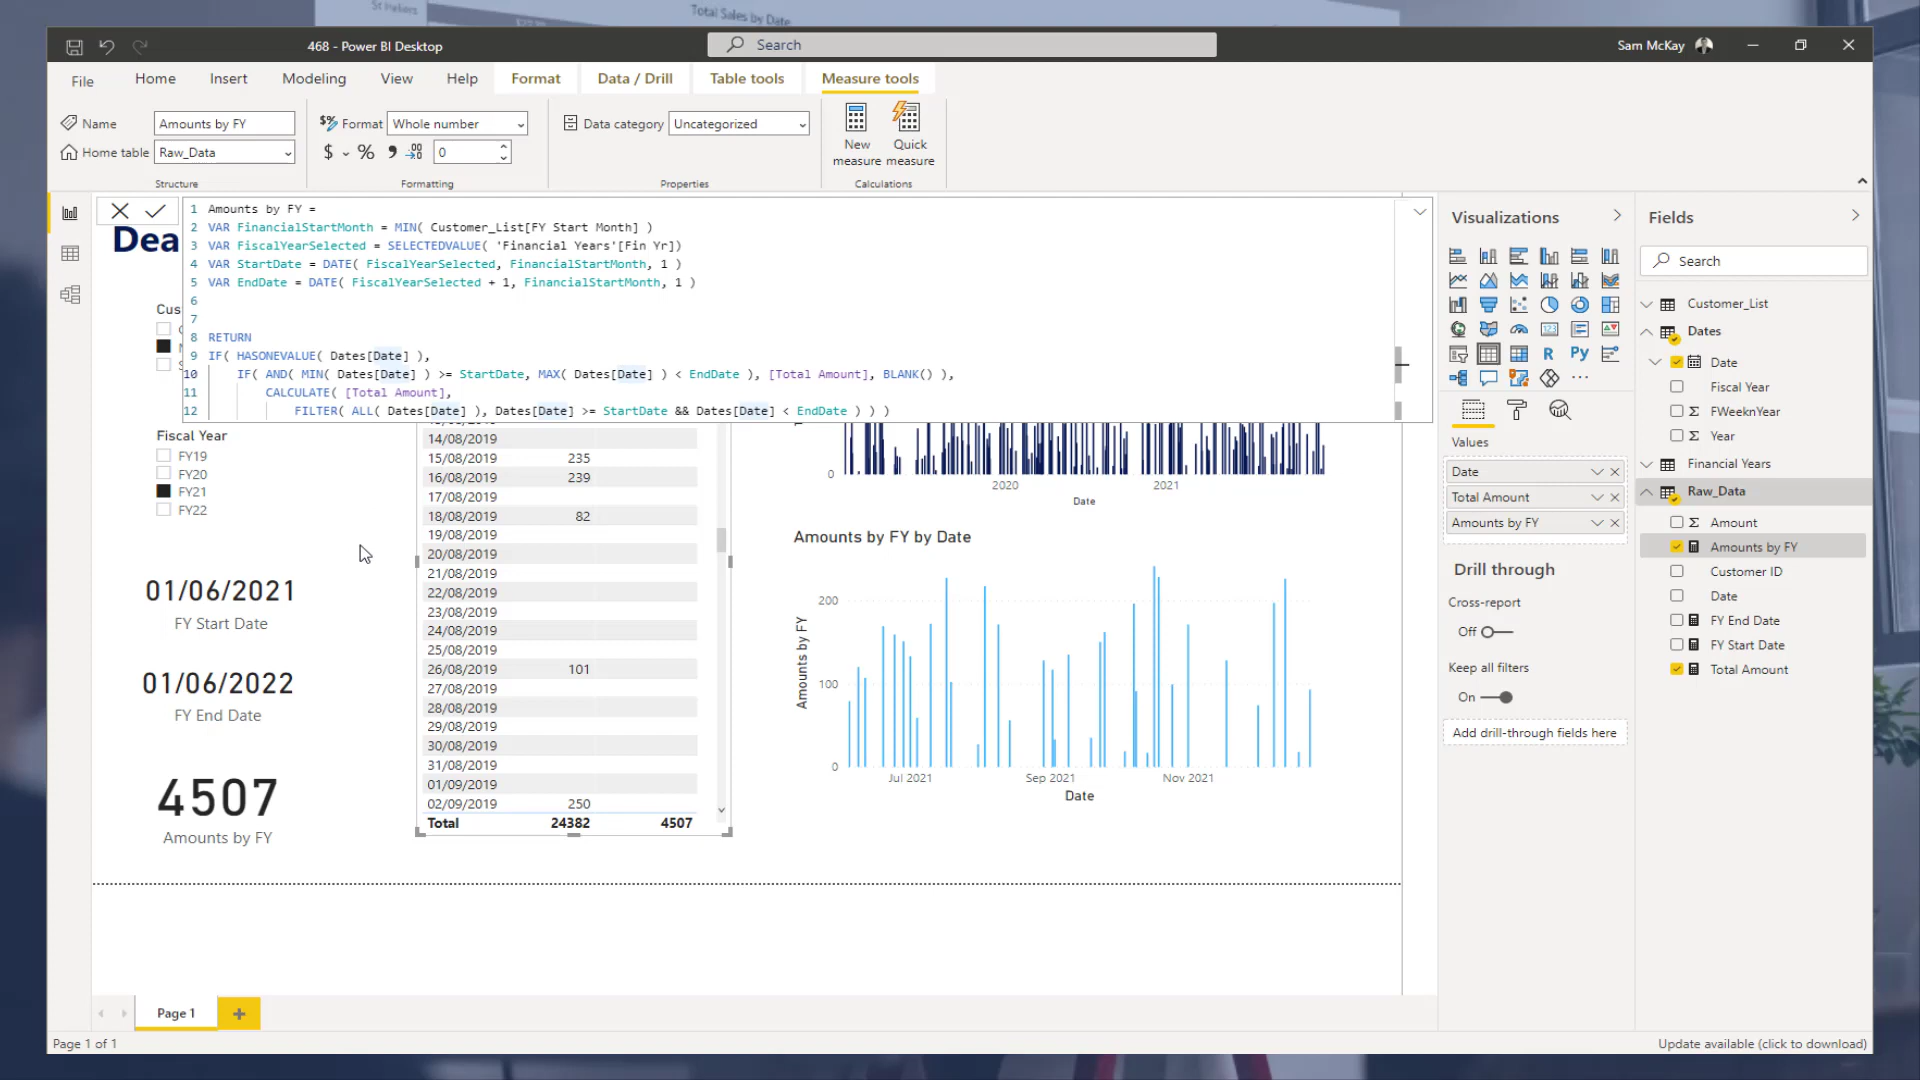 St Peliers
Total Sales by Date
468 - Power BI Desktop
Search
Sam McKay
File Home Insert Modeling View Help Format Data / Drill Table tools Measure tools
Name Amounts by FY
Home table Raw_Data
Structure
Format Whole number
$ % 0
Formatting
Data category Uncategorized
Properties
New measure
Quick measure
Calculations
1 Amounts by FY =
2 VAR FinancialStartMonth = MIN( Customer_List[FY Start Month] )
3 VAR FiscalYearSelected = SELECTEDVALUE( 'Financial Years'[Fin Yr])
4 VAR StartDate = DATE( FiscalYearSelected, FinancialStartMonth, 1 )
5 VAR EndDate = DATE( FiscalYearSelected + 1, FinancialStartMonth, 1 )
6
7
8 RETURN
9 IF( HASONEVALUE( Dates[Date] ),
10 IF( AND( MIN( Dates[Date] ) >= StartDate, MAX( Dates[Date] ) < EndDate ), [Total Amount], BLANK() ),
11 CALCULATE( [Total Amount],
12 FILTER( ALL( Dates[Date] ), Dates[Date] >= StartDate && Dates[Date] < EndDate ) ) )
Dea
Cus
Fiscal Year
FY19
FY20
FY21
FY22
01/06/2021
FY Start Date
01/06/2022
FY End Date
4507
Amounts by FY
14/08/2019
15/08/2019 235
16/08/2019 239
17/08/2019
18/08/2019 82
19/08/2019
20/08/2019
21/08/2019
22/08/2019
23/08/2019
24/08/2019
25/08/2019
26/08/2019 101
27/08/2019
28/08/2019
29/08/2019
30/08/2019
31/08/2019
01/09/2019
02/09/2019 250
Total 24382 4507
0
2020 2021
Date
Amounts by FY by Date
Amounts by FY
200
100
0
Jul 2021 Sep 2021 Nov 2021
Date
Visualizations
Values
Date
Total Amount
Amounts by FY
Drill through
Cross-report
Off
Keep all filters
On
Add drill-through fields here
Fields
Search
Customer_List
Dates
Date
Fiscal Year
FWeeknYear
Year
Financial Years
Raw_Data
Amount
Amounts by FY
Customer ID
Date
FY End Date
FY Start Date
Total Amount
Page 1
Page 1 of 1
Update available (click to download)